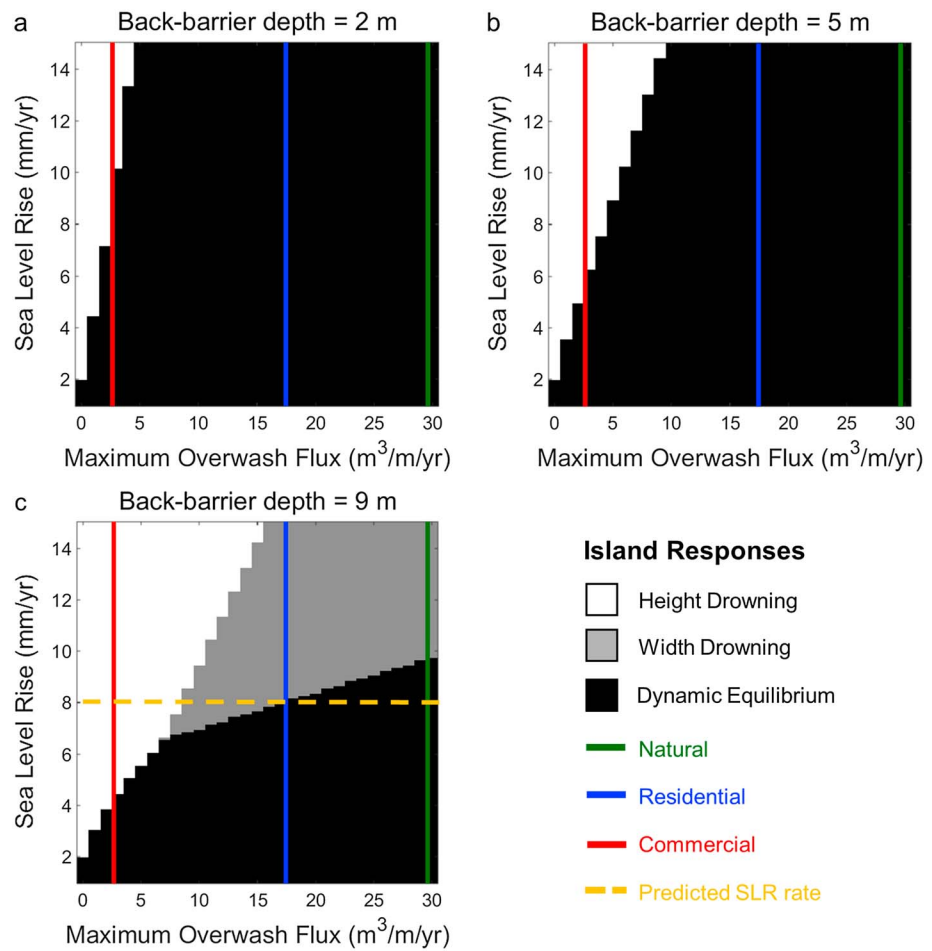 a
Back-barrier depth = 2 m
14
12
10
8
6
4
2
Sea Level Rise (mm/yr)
0 5 10 15 20 25 30
Maximum Overwash Flux (m³/m/yr)
b
Back-barrier depth = 5 m
14
12
10
8
6
4
2
Sea Level Rise (mm/yr)
0 5 10 15 20 25 30
Maximum Overwash Flux (m³/m/yr)
c
Back-barrier depth = 9 m
14
12
10
8
6
4
2
Sea Level Rise (mm/yr)
0 5 10 15 20 25 30
Maximum Overwash Flux (m³/m/yr)
Island Responses
Height Drowning
Width Drowning
Dynamic Equilibrium
Natural
Residential
Commercial
Predicted SLR rate